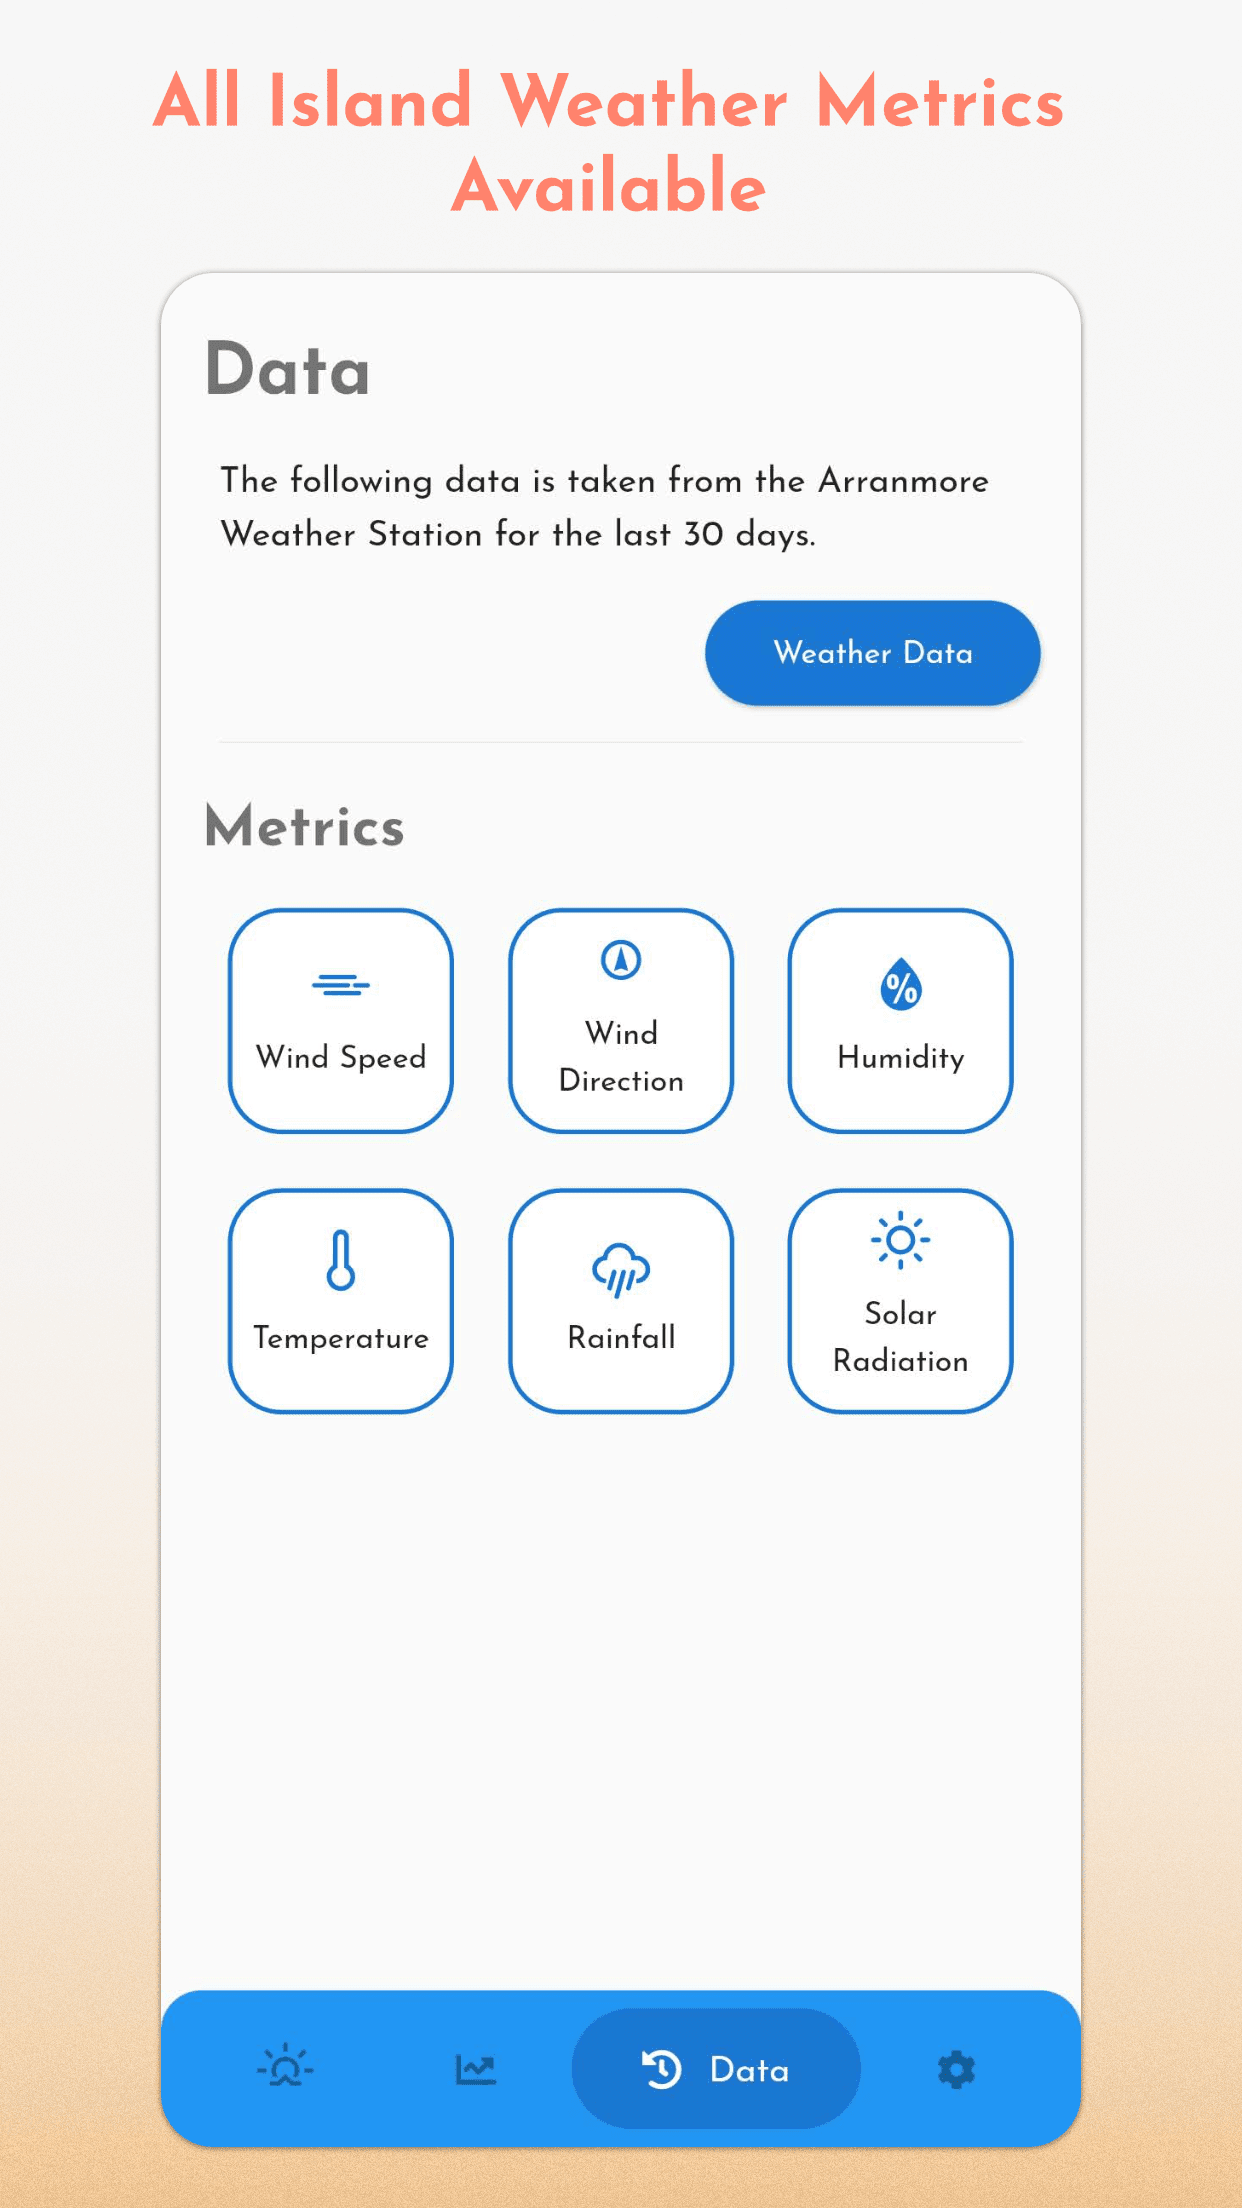 All Island Weather Metrics
Available
Data
The following data is taken from the Arranmore
Weather Station for the last 30 days.
Weather Data
Metrics
Wind Speed
Wind
Direction
%
Humidity
Temperature
Rainfall
Solar
Radiation
Data